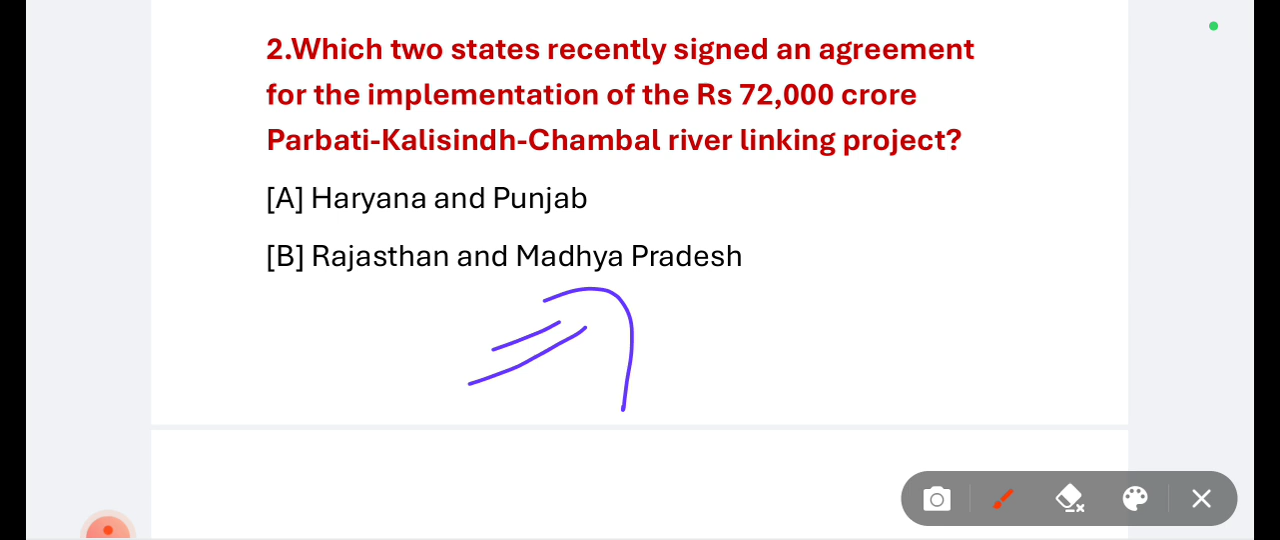 2.Which two states recently signed an agreement
for the implementation of the Rs 72,000 crore
Parbati-Kalisindh-Chambal river linking project?
[A] Haryana and Punjab
[B] Rajasthan and Madhya Pradesh